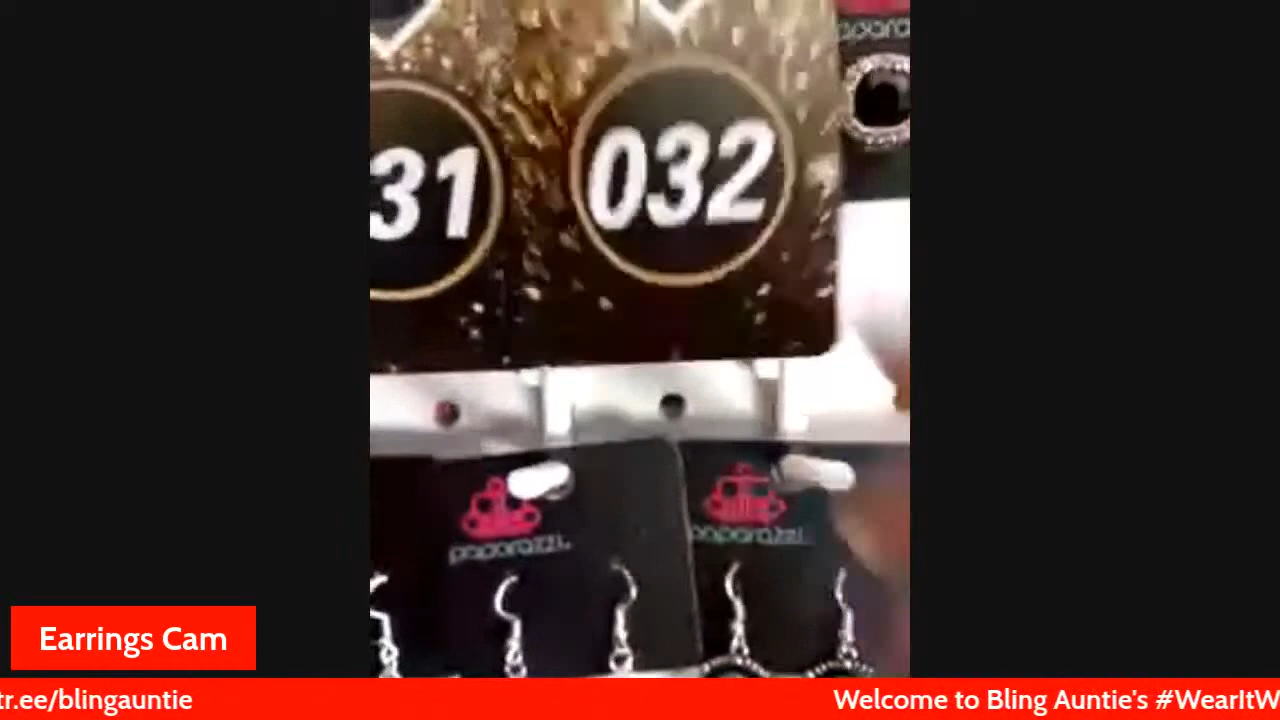 31
032
paparazzi
paparazzi
Earrings Cam
tr.ee/blingauntie
Welcome to Bling Auntie's #WearItW